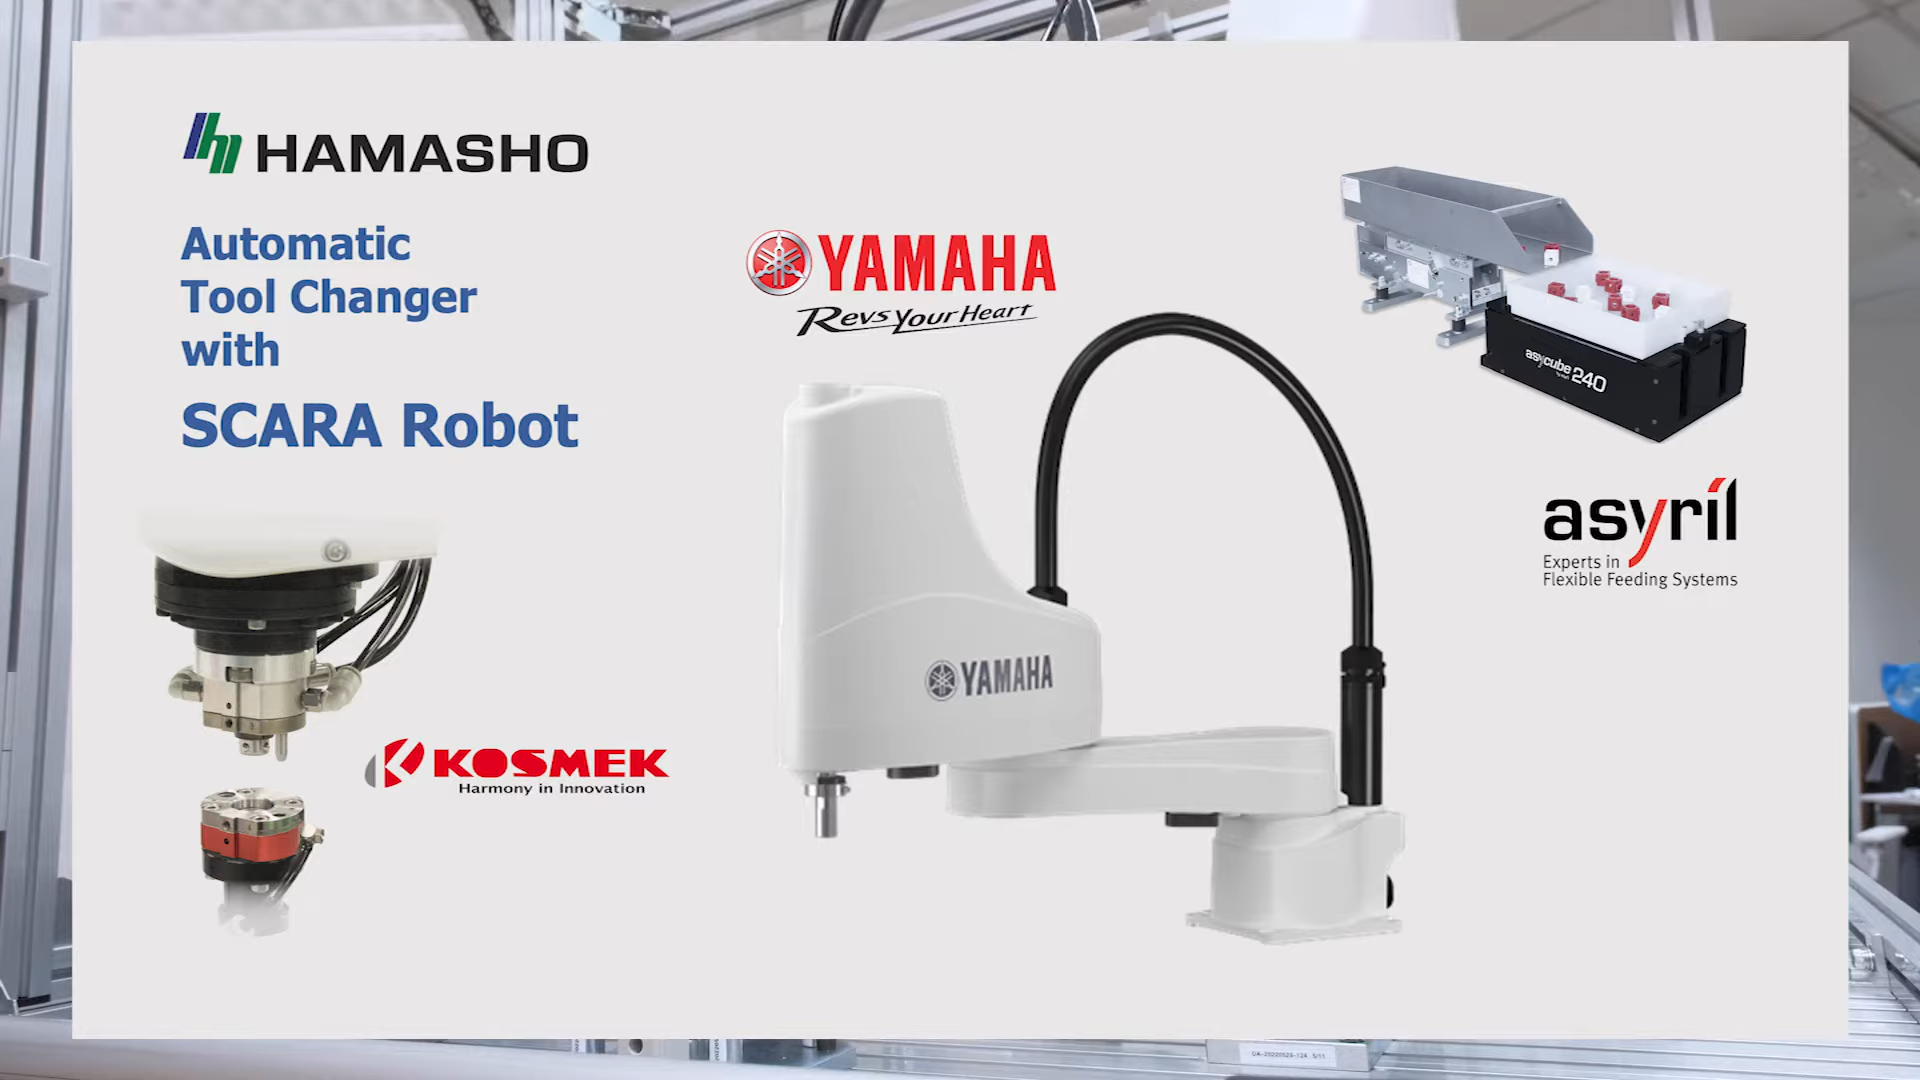 HAMASHO
Automatic
Tool Changer
with
SCARA Robot
YAMAHA
Revs Your Heart
asycube 240
asyril
Experts in
Flexible Feeding Systems
YAMAHA
KOSMEK
Harmony in Innovation